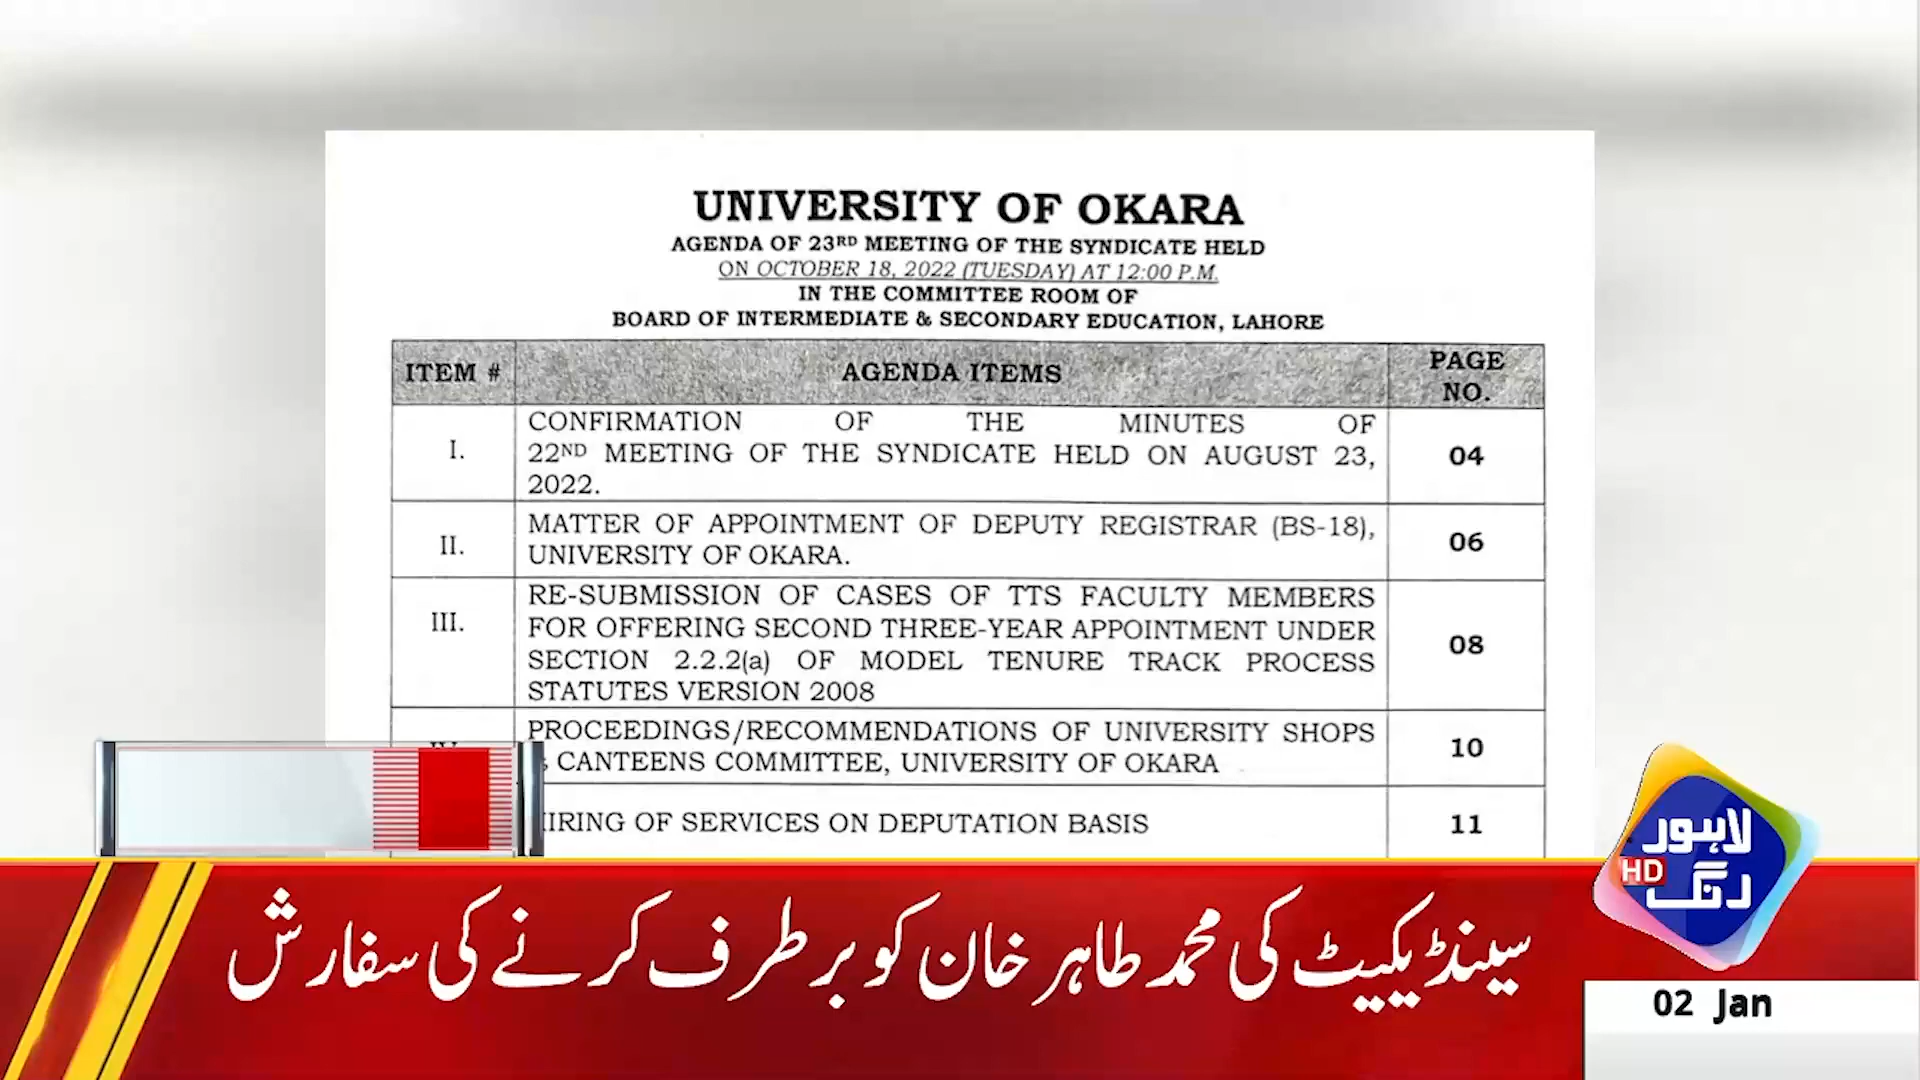 UNIVERSITY OF OKARA
AGENDA OF 23RD MEETING OF THE SYNDICATE HELD
ON OCTOBER 18, 2022 (TUESDAY) AT 12:00 P.M.
IN THE COMMITTEE ROOM OF
BOARD OF INTERMEDIATE & SECONDARY EDUCATION, LAHORE
ITEM # AGENDA ITEMS PAGE NO.
I. CONFIRMATION OF THE MINUTES OF
22ND MEETING OF THE SYNDICATE HELD ON AUGUST 23,
2022. 04
II. MATTER OF APPOINTMENT OF DEPUTY REGISTRAR (BS-18),
UNIVERSITY OF OKARA. 06
III. RE-SUBMISSION OF CASES OF TTS FACULTY MEMBERS
FOR OFFERING SECOND THREE-YEAR APPOINTMENT UNDER
SECTION 2.2.2(a) OF MODEL TENURE TRACK PROCESS
STATUTES VERSION 2008 08
PROCEEDINGS/RECOMMENDATIONS OF UNIVERSITY SHOPS
CANTEENS COMMITTEE, UNIVERSITY OF OKARA 10
OF SERVICES ON DEPUTATION BASIS 11
لاہور
رنگ
HD
سینڈیکیٹ کی محمد طاہر خان کو برطرف کرنے کی سفارش
02 Jan